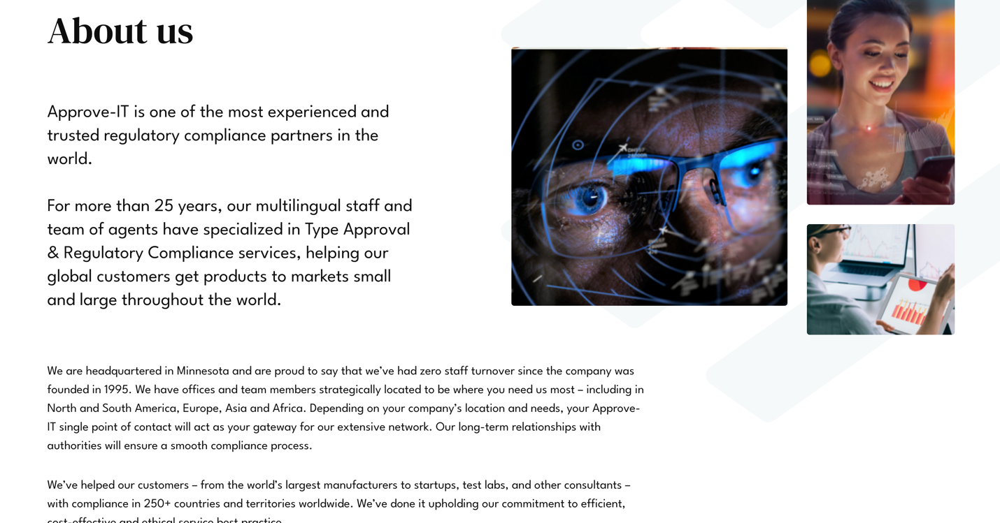 About us
Approve-IT is one of the most experienced and
trusted regulatory compliance partners in the
world.
For more than 25 years, our multilingual staff and
team of agents have specialized in Type Approval
& Regulatory Compliance services, helping our
global customers get products to markets small
and large throughout the world.
We are headquartered in Minnesota and are proud to say that we’ve had zero staff turnover since the company was
founded in 1995. We have offices and team members strategically located to be where you need us most – including in
North and South America, Europe, Asia and Africa. Depending on your company’s location and needs, your Approve-
IT single point of contact will act as your gateway for our extensive network. Our long-term relationships with
authorities will ensure a smooth compliance process.
We’ve helped our customers – from the world’s largest manufacturers to startups, test labs, and other consultants –
with compliance in 250+ countries and territories worldwide. We’ve done it upholding our commitment to efficient,
cost-effective and ethical service best practice.